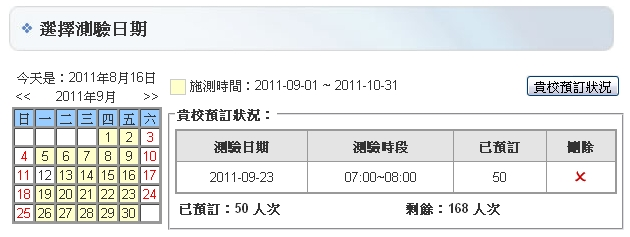 選擇測驗日期
今天是：2011年8月16日
<< 2011年9月 >>
日 一 二 三 四 五 六
1 2 3
4 5 6 7 8 9 10
11 12 13 14 15 16 17
18 19 20 21 22 23 24
25 26 27 28 29 30
施測時間：2011-09-01 ~ 2011-10-31
貴校預訂狀況
貴校預訂狀況：
測驗日期 測驗時段 已預訂 刪除
2011-09-23 07:00~08:00 50
已預訂：50 人次 剩餘：168 人次